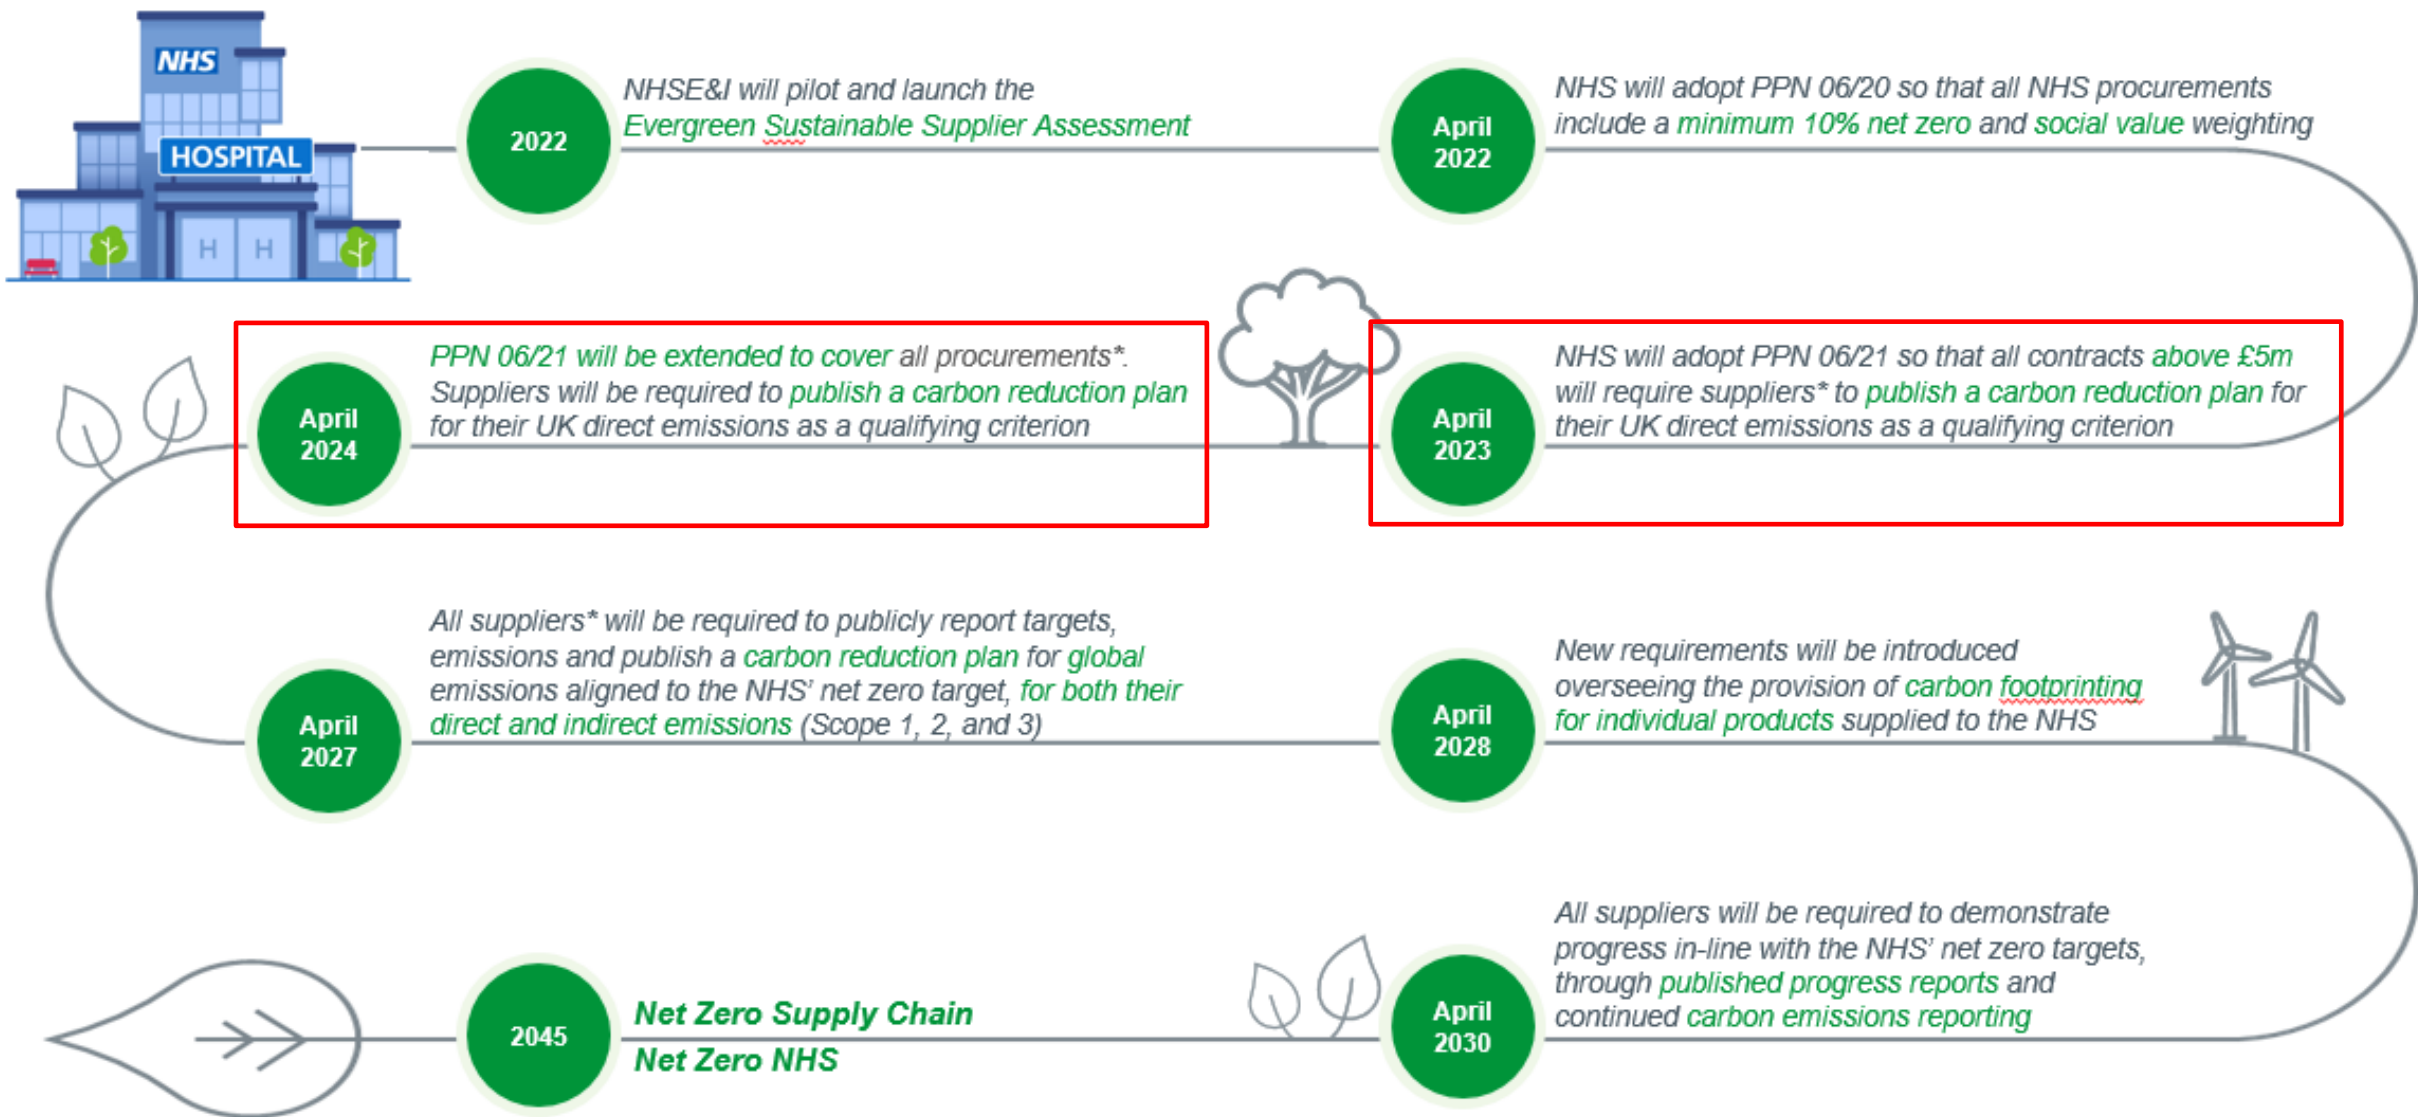 NHS
HOSPITAL
H H
2022
NHSE&I will pilot and launch the
Evergreen Sustainable Supplier Assessment
April
2022
NHS will adopt PPN 06/20 so that all NHS procurements
include a minimum 10% net zero and social value weighting
April
2023
NHS will adopt PPN 06/21 so that all contracts above £5m
will require suppliers* to publish a carbon reduction plan for
their UK direct emissions as a qualifying criterion
April
2024
PPN 06/21 will be extended to cover all procurements*.
Suppliers will be required to publish a carbon reduction plan
for their UK direct emissions as a qualifying criterion
April
2027
All suppliers* will be required to publicly report targets,
emissions and publish a carbon reduction plan for global
emissions aligned to the NHS’ net zero target, for both their
direct and indirect emissions (Scope 1, 2, and 3)
April
2028
New requirements will be introduced
overseeing the provision of carbon footprinting
for individual products supplied to the NHS
April
2030
All suppliers will be required to demonstrate
progress in-line with the NHS’ net zero targets,
through published progress reports and
continued carbon emissions reporting
2045
Net Zero Supply Chain
Net Zero NHS